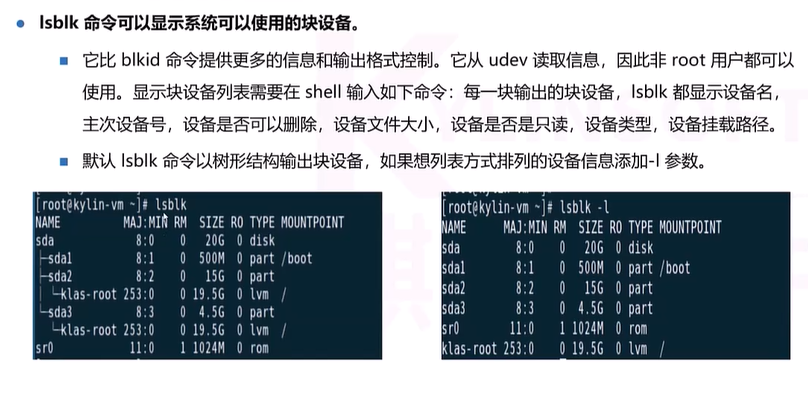 lsblk 命令可以显示系统可以使用的块设备。
它比 blkid 命令提供更多的信息和输出格式控制。它从 udev 读取信息，因此非 root 用户都可以
使用。显示块设备列表需要在 shell 输入如下命令：每一块输出的块设备，lsblk 都显示设备名，
主次设备号，设备是否可以删除，设备文件大小，设备是否是只读，设备类型，设备挂载路径。
默认 lsblk 命令以树形结构输出块设备，如果想列表方式排列的设备信息添加-l 参数。
[root@kylin-vm ~]# lsblk
NAME MAJ:MIN RM SIZE RO TYPE MOUNTPOINT
sda 8:0 0 20G 0 disk
├─sda1 8:1 0 500M 0 part /boot
├─sda2 8:2 0 15G 0 part
│ └─klas-root 253:0 0 19.5G 0 lvm /
└─sda3 8:3 0 4.5G 0 part
└─klas-root 253:0 0 19.5G 0 lvm /
sr0 11:0 1 1024M 0 rom
[root@kylin-vm ~]# lsblk -l
NAME MAJ:MIN RM SIZE RO TYPE MOUNTPOINT
sda 8:0 0 20G 0 disk
sda1 8:1 0 500M 0 part /boot
sda2 8:2 0 15G 0 part
sda3 8:3 0 4.5G 0 part
sr0 11:0 1 1024M 0 rom
klas-root 253:0 0 19.5G 0 lvm /